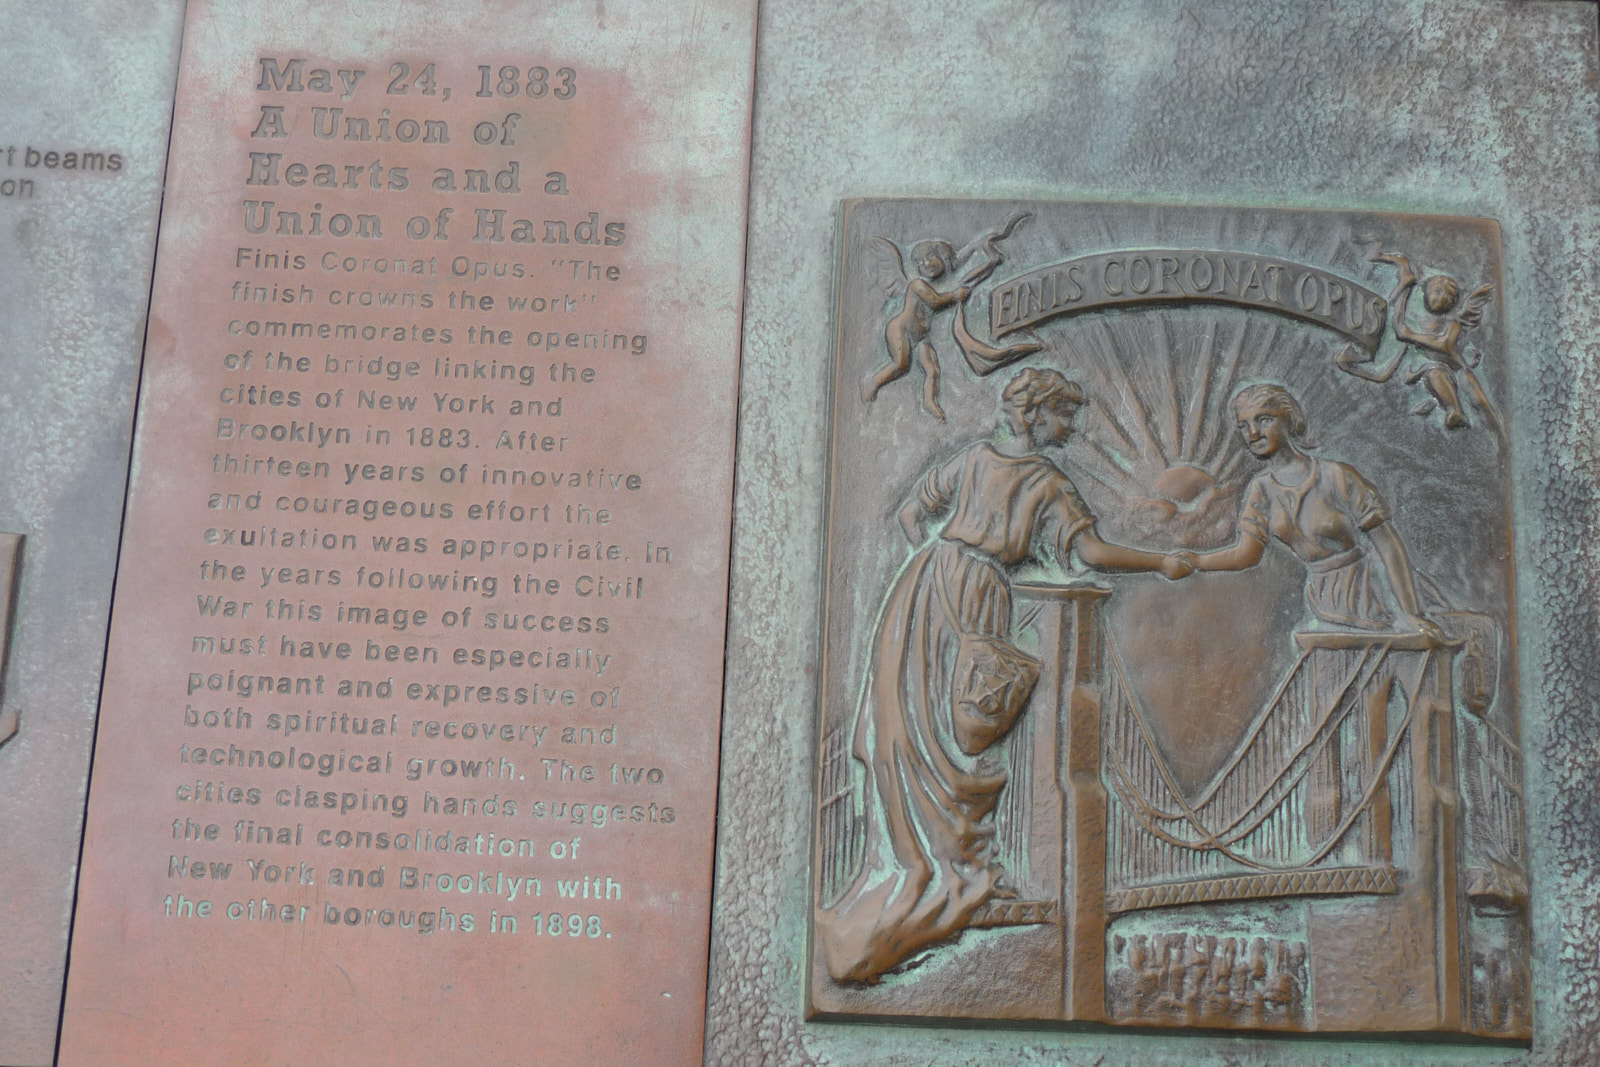 beams
on
May 24, 1883
A Union of
Hearts and a
Union of Hands
Finis Coronat Opus. "The
finish crowns the work"
commemorates the opening
of the bridge linking the
cities of New York and
Brooklyn in 1883. After
thirteen years of innovative
and courageous effort the
exultation was appropriate. In
the years following the Civil
War this image of success
must have been especially
poignant and expressive of
both spiritual recovery and
technological growth. The two
cities clasping hands suggests
the final consolidation of
New York and Brooklyn with
the other boroughs in 1898.
FINIS CORONAT OPUS